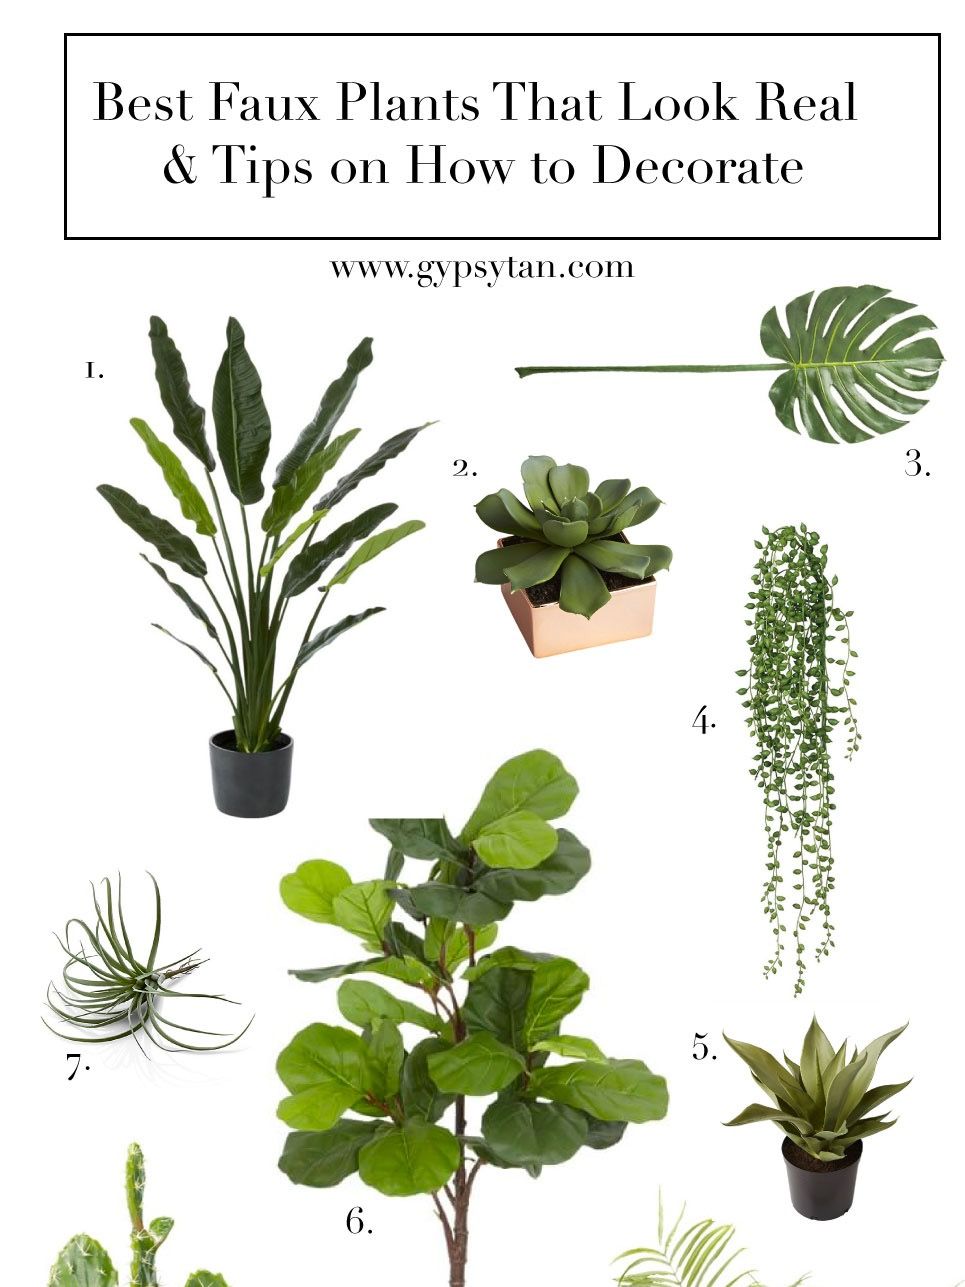 Best Faux Plants That Look Real
& Tips on How to Decorate
www.gypsytan.com
1.
2.
3.
4.
5.
6.
7.